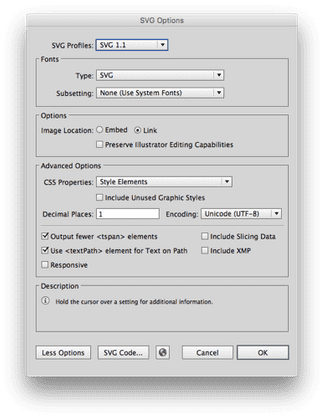 SVG Options
SVG Profiles: SVG 1.1
Fonts
Type: SVG
Subsetting: None (Use System Fonts)
Options
Image Location: Embed Link
Preserve Illustrator Editing Capabilities
Advanced Options
CSS Properties: Style Elements
Include Unused Graphic Styles
Decimal Places: 1 Encoding: Unicode (UTF-8)
Output fewer <tspan> elements Include Slicing Data
Use <textPath> element for Text on Path Include XMP
Responsive
Description
Hold the cursor over a setting for additional information.
Less Options SVG Code... Cancel OK